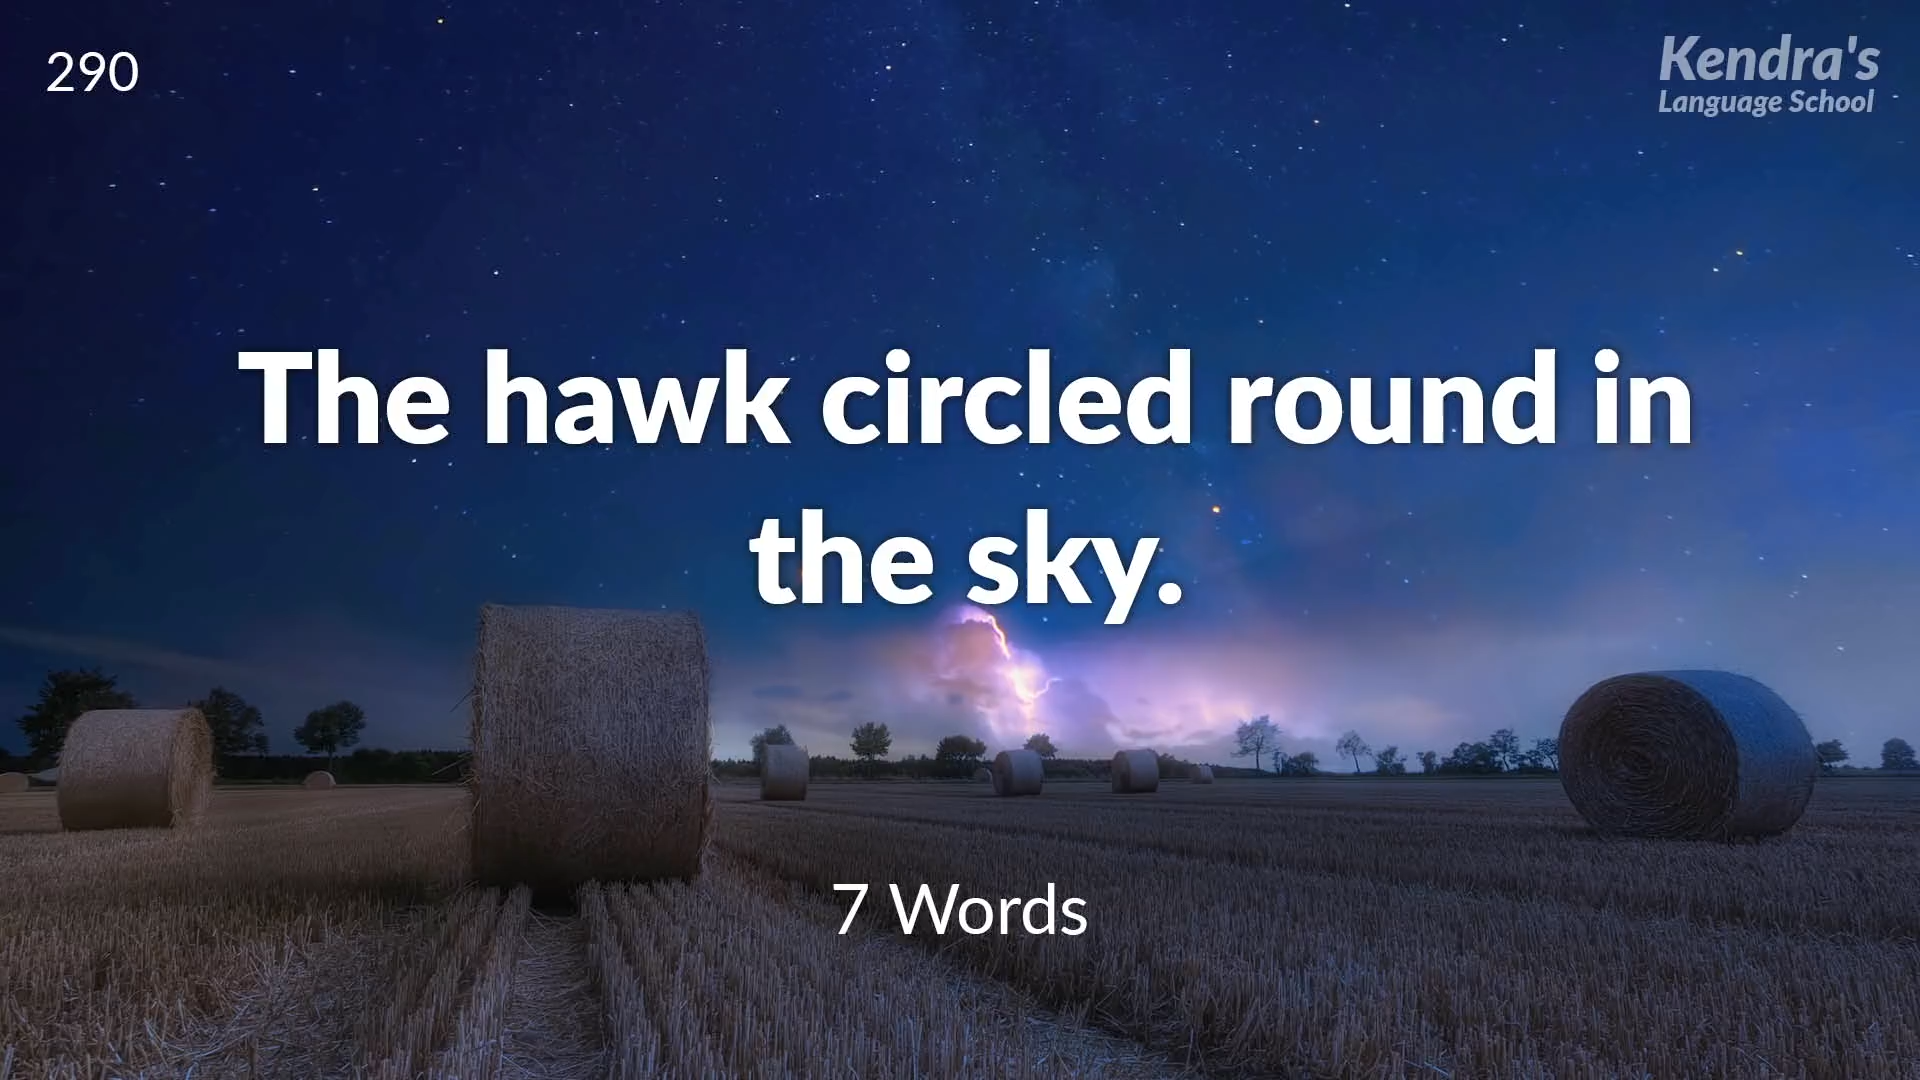 290
Kendra's
Language School
The hawk circled round in
the sky.
7 Words